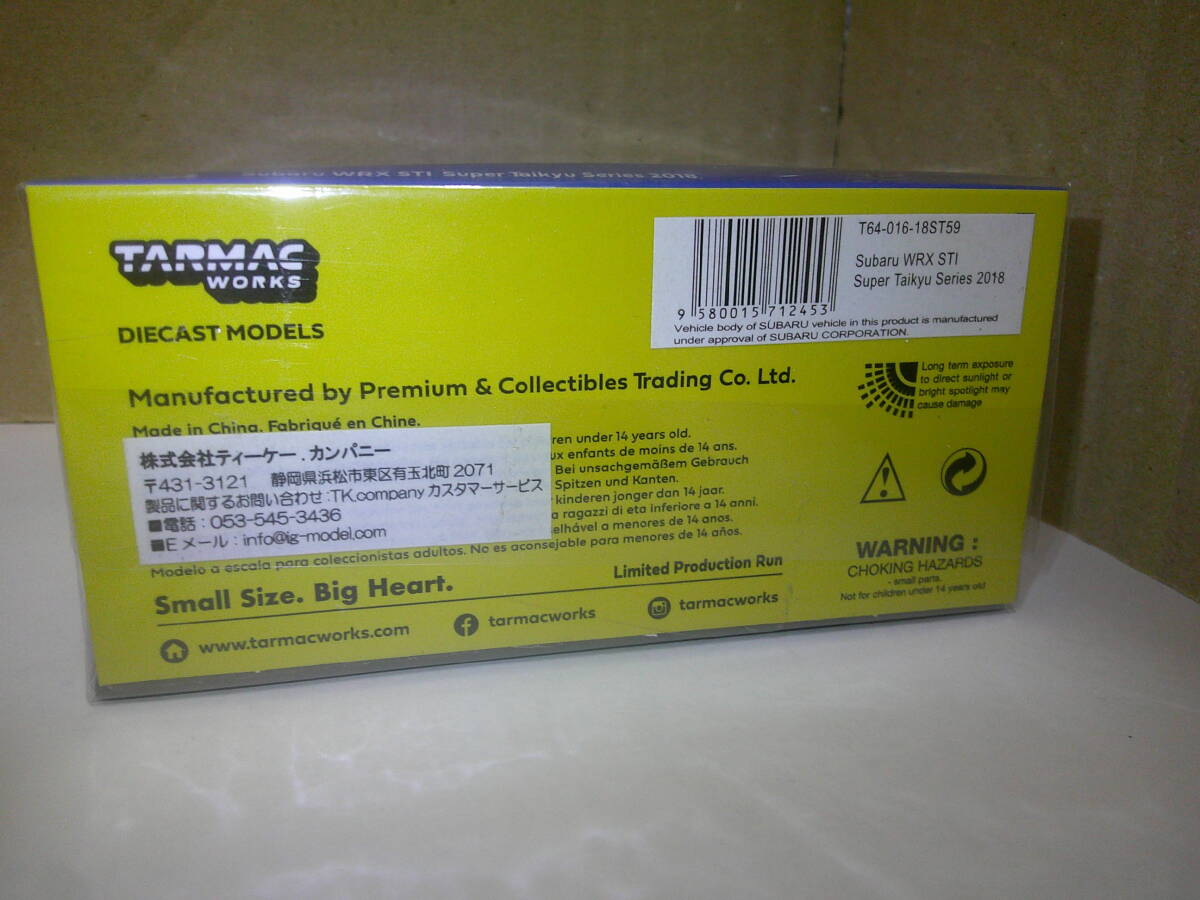 Subaru WRX STI Super Taikyu Series 2018
TARMAC
WORKS
DIECAST MODELS
T64-016-18ST59
Subaru WRX STI
Super Taikyu Series 2018
9 580015 712453
Vehicle body of SUBARU vehicle in this product is manufactured
under approval of SUBARU CORPORATION.
Manufactured by Premium & Collectibles Trading Co. Ltd.
Made in China. Fabriqué en Chine.
Long term exposure
to direct sunlight or
bright spotlight may
cause damage
株式会社ティーケー.カンパニー
〒431-3121 静岡県浜松市東区有玉北町2071
製品に関するお問い合わせ:TK.company カスタマーサービス
■電話:053-545-3436
■Eメール:info@ig-model.com
ren under 14 years old.
ux enfants de moins de 14 ans.
Bei unsachgemäßem Gebrauch
Spitzen und Kanten.
kinderen jonger dan 14 jaar.
a ragazzi di eta inferiore a 14 anni.
elhável a menores de 14 anos.
Modelo a escala para coleccionistas adultos. No es aconsejable para menores de 14 años.
Small Size. Big Heart.
Limited Production Run
www.tarmacworks.com
tarmacworks
tarmacworks
WARNING :
CHOKING HAZARDS
- small parts.
Not for children under 14 years old